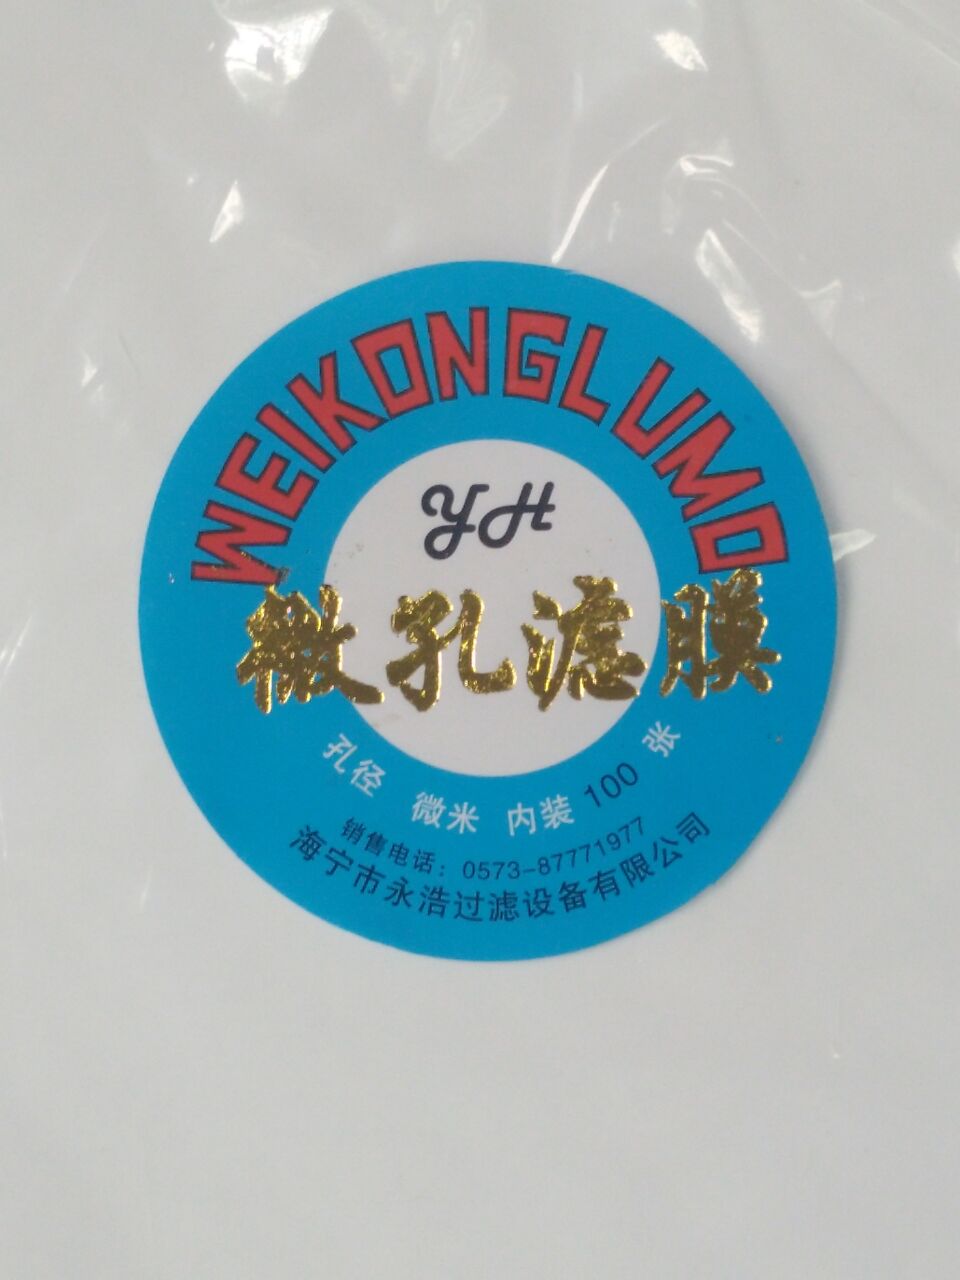 WEIKONGLUMO
YH
微孔滤膜
孔径 微米 内装 100 张
销售电话：0573-87771977
海宁市永浩过滤设备有限公司